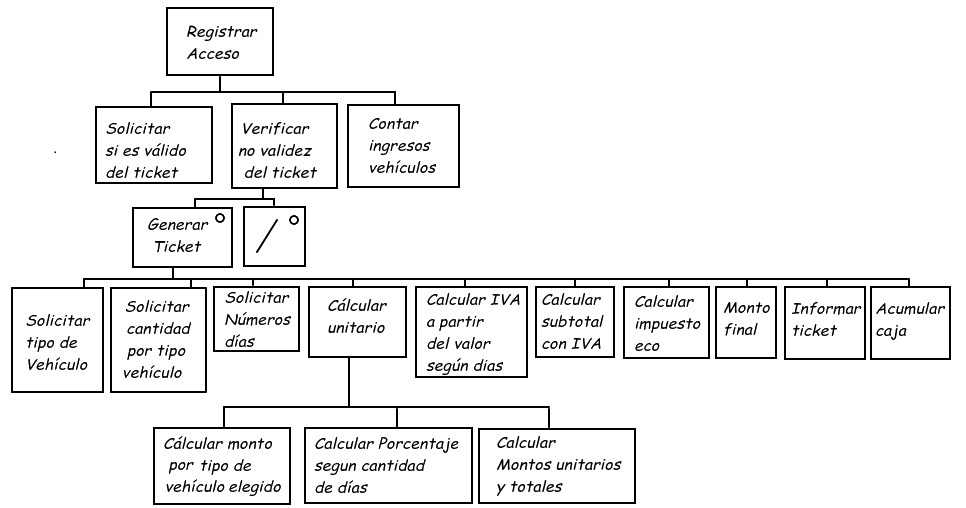 Registrar
Acceso
Solicitar
si es válido
del ticket
Verificar
no validez
del ticket
Contar
ingresos
vehículos
Generar
Ticket
Solicitar
tipo de
Vehículo
Solicitar
cantidad
por tipo
vehículo
Solicitar
Números
días
Cálcular
unitario
Calcular IVA
a partir
del valor
según dias
Calcular
subtotal
con IVA
Calcular
impuesto
eco
Monto
final
Informar
ticket
Acumular
caja
Cálcular monto
por tipo de
vehículo elegido
Calcular Porcentaje
segun cantidad
de días
Calcular
Montos unitarios
y totales